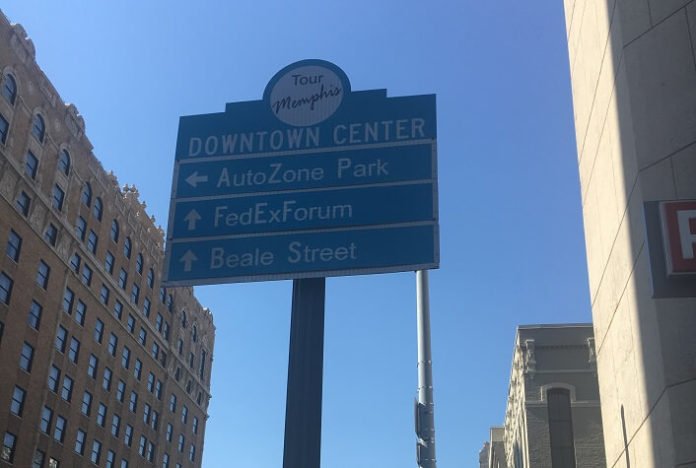 Tour
Memphis
DOWNTOWN CENTER
← AutoZone Park
↑ FedExForum
↑ Beale Street